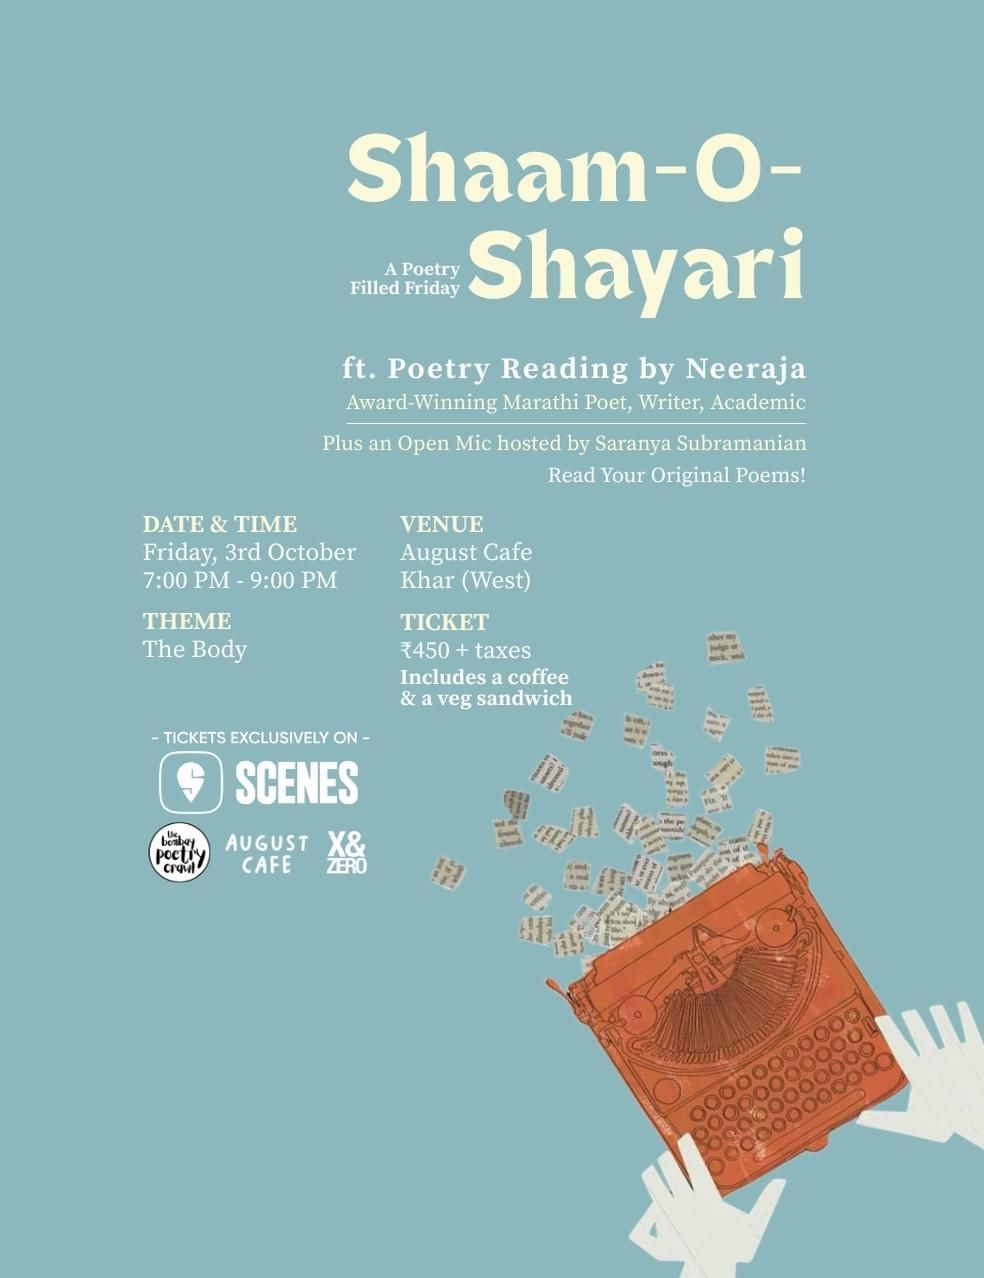 Shaam-O-
A Poetry
Filled Friday
Shayari
ft. Poetry Reading by Neeraja
Award-Winning Marathi Poet, Writer, Academic
Plus an Open Mic hosted by Saranya Subramanian
Read Your Original Poems!
DATE & TIME
Friday, 3rd October
7:00 PM - 9:00 PM
VENUE
August Cafe
Khar (West)
THEME
The Body
TICKET
₹450 + taxes
Includes a coffee
& a veg sandwich
- TICKETS EXCLUSIVELY ON -
SCENES
the
bombay
poetry
crawl
AUGUST
CAFE
X&
ZERO